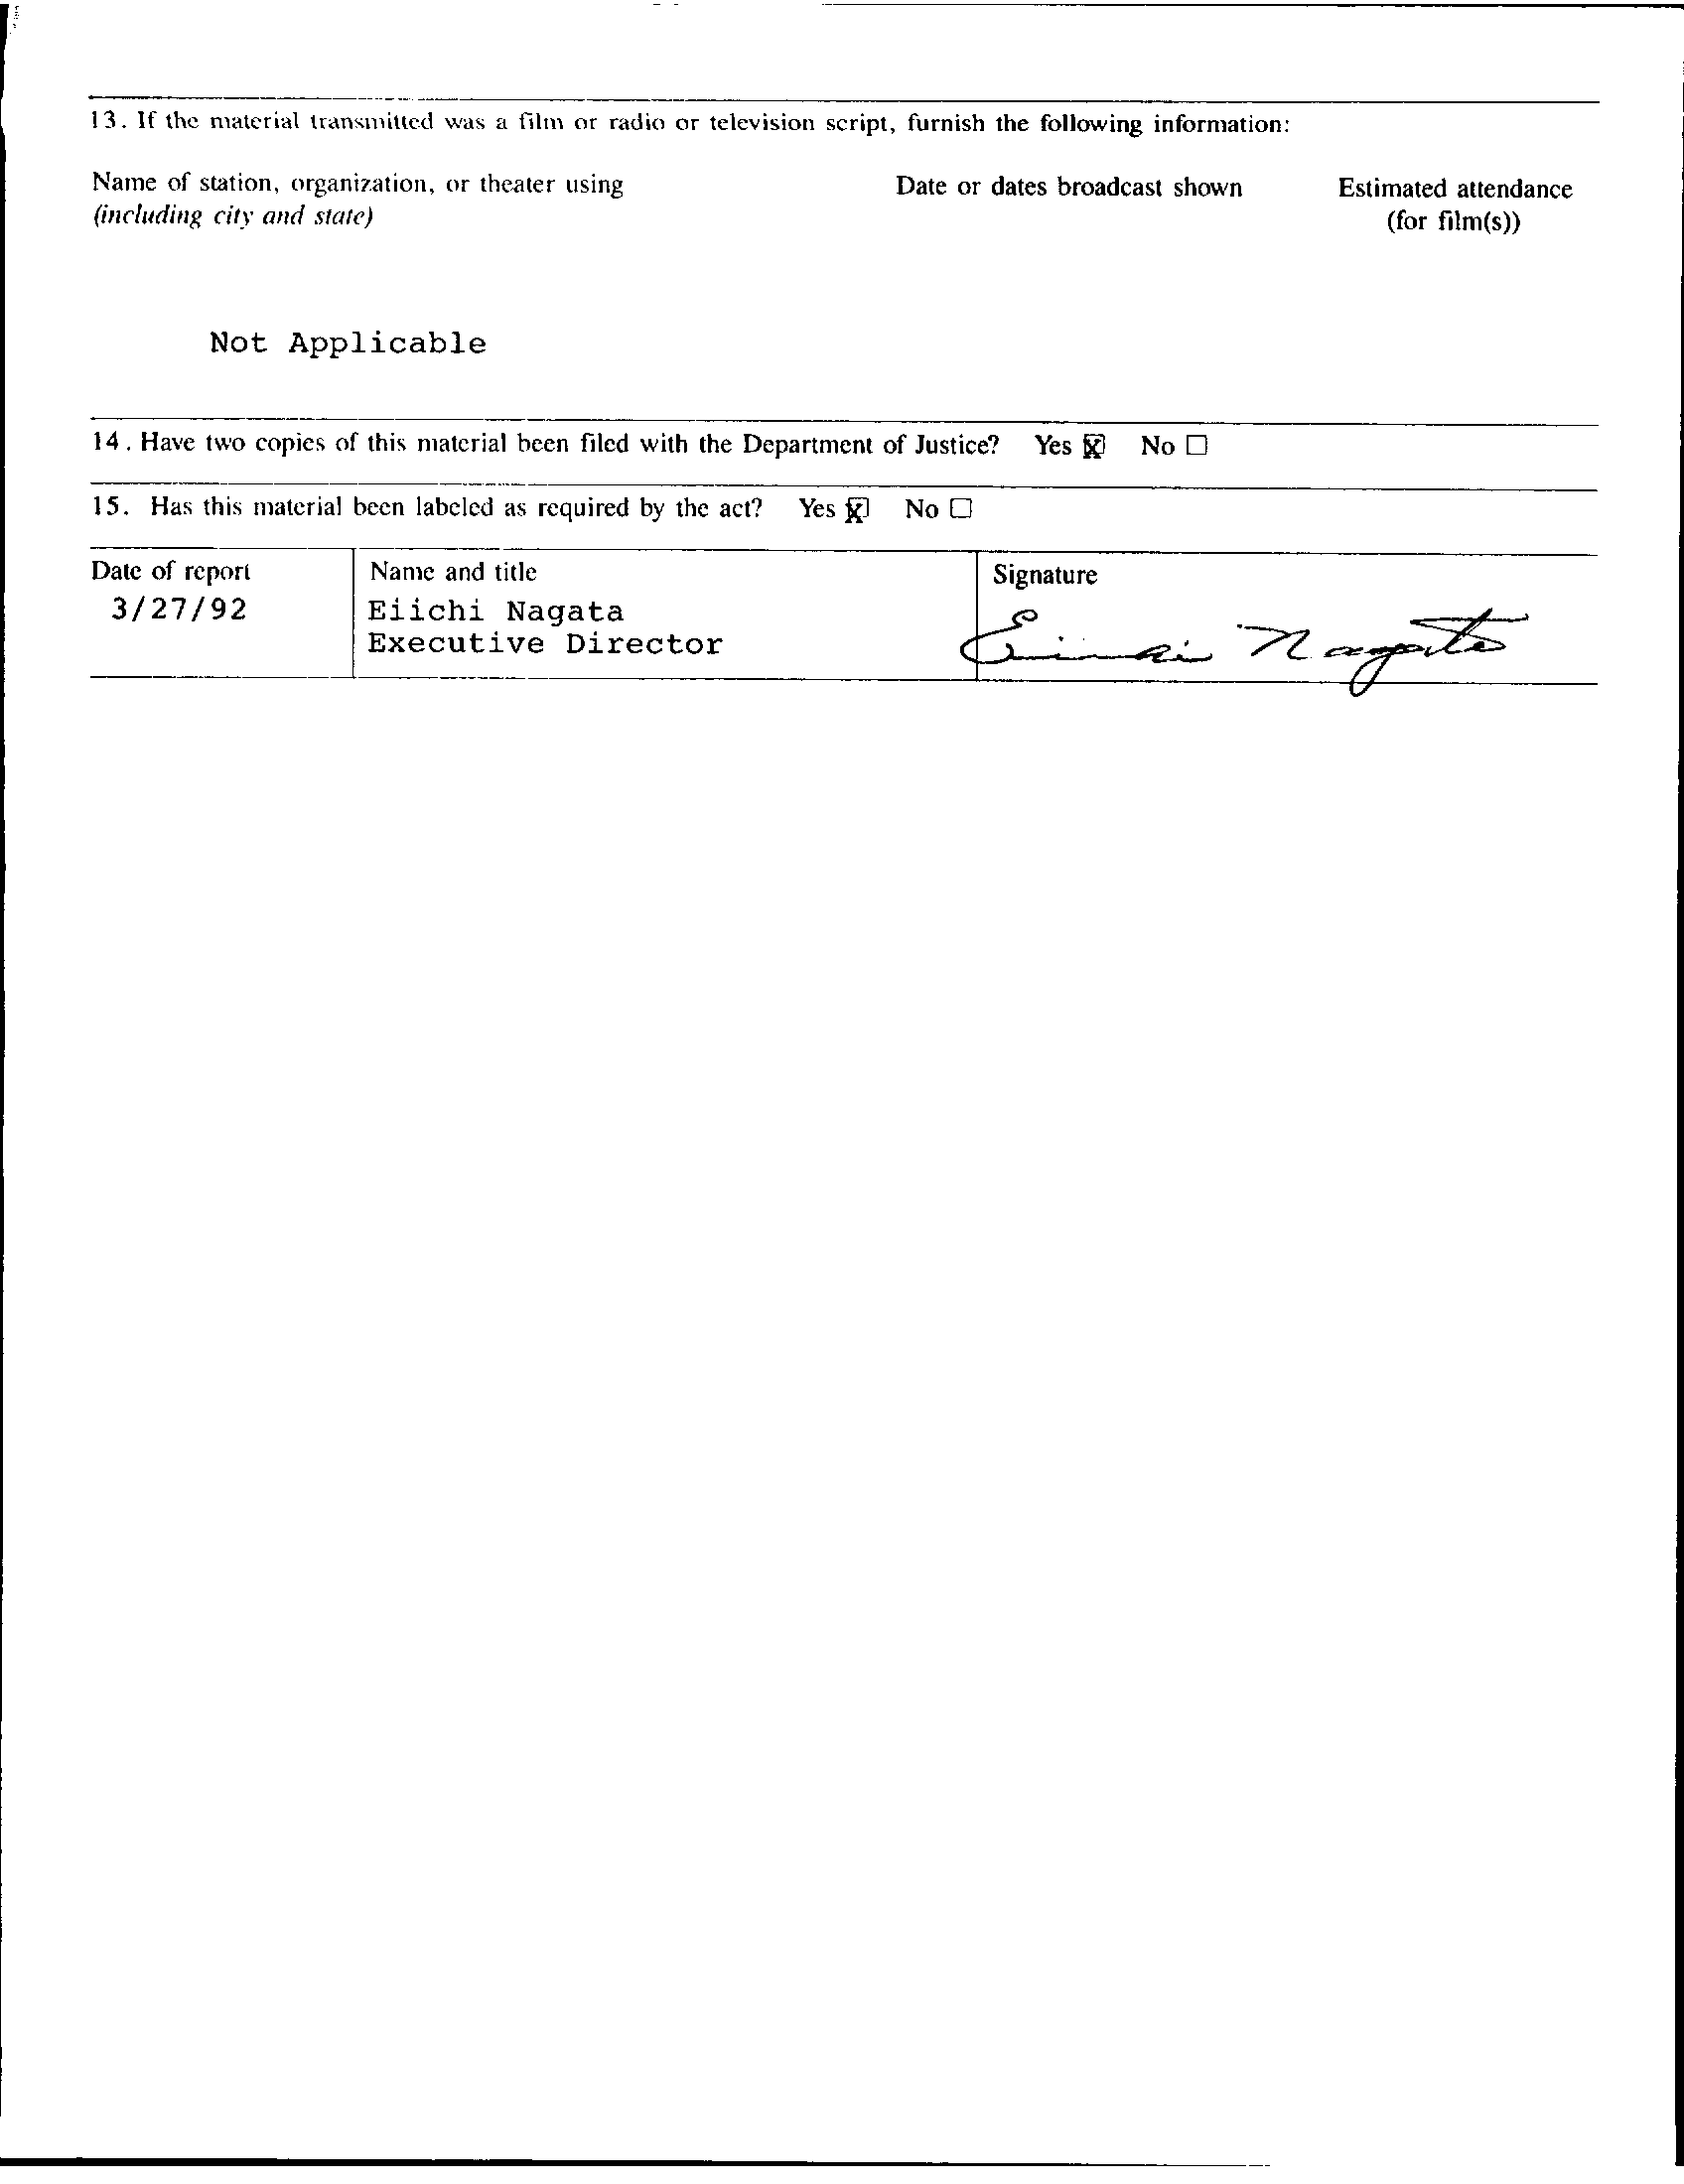 13. If the material transmitted was a film or radio or television script, furnish the following information:
Name of station, organization, or theater using Date or dates broadcast shown Estimated attendance
(including city and state) (for film(s))
Not Applicable
14. Have two copies of this material been filed with the Department of Justice? Yes ☒ No ☐
15. Has this material been labeled as required by the act? Yes ☒ No ☐
Date of report Name and title Signature
3/27/92 Eiichi Nagata
Executive Director Eiichi Nagata